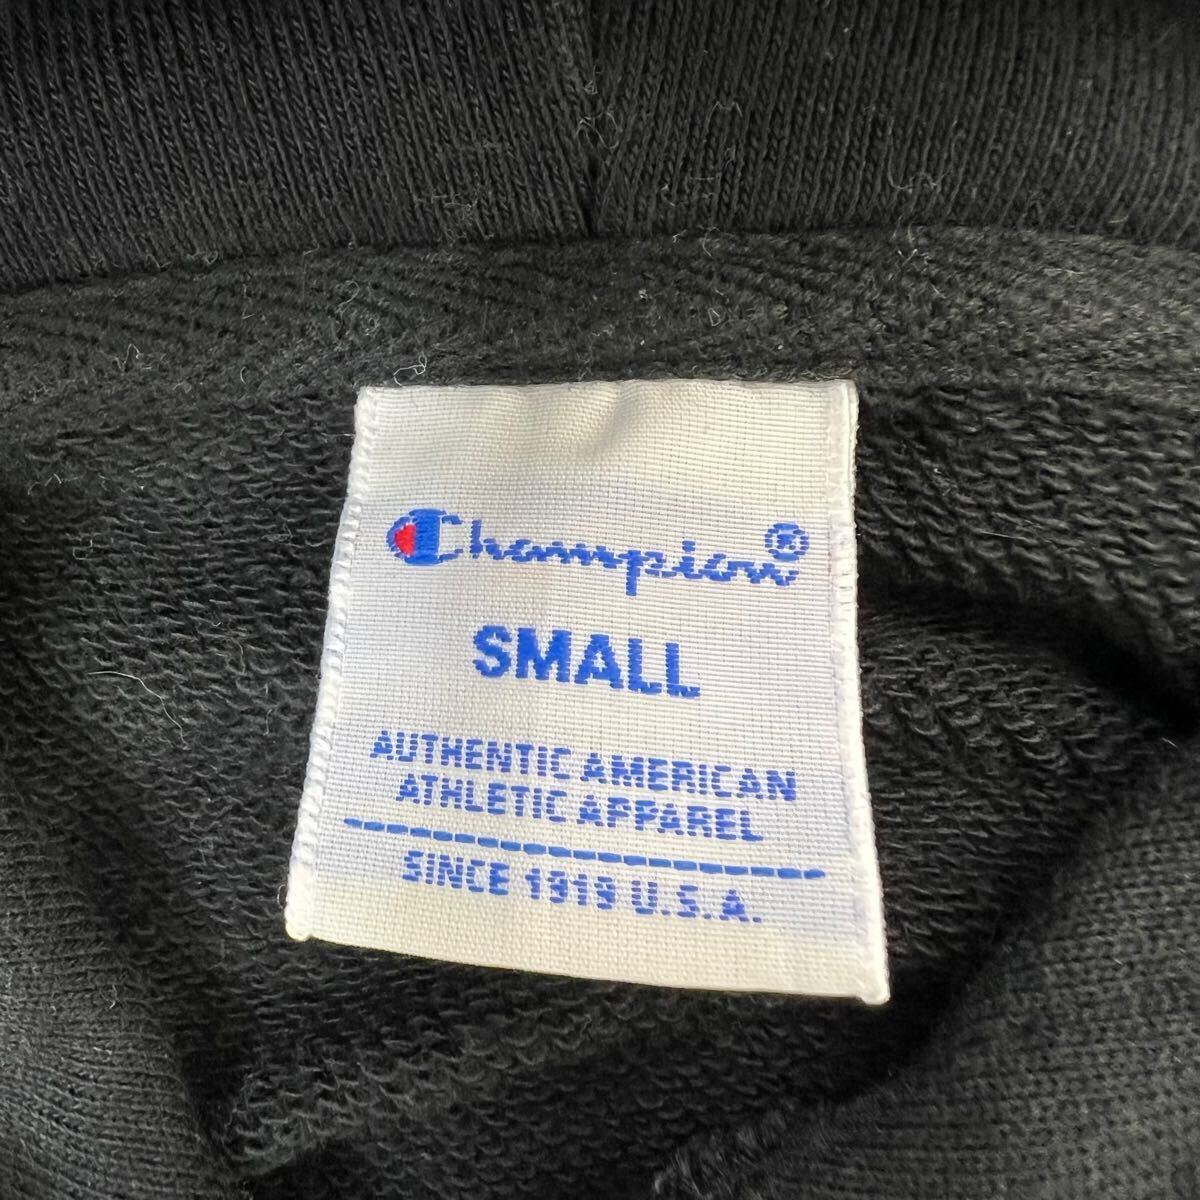 Champion®
SMALL
AUTHENTIC AMERICAN
ATHLETIC APPAREL
SINCE 1919 U.S.A.